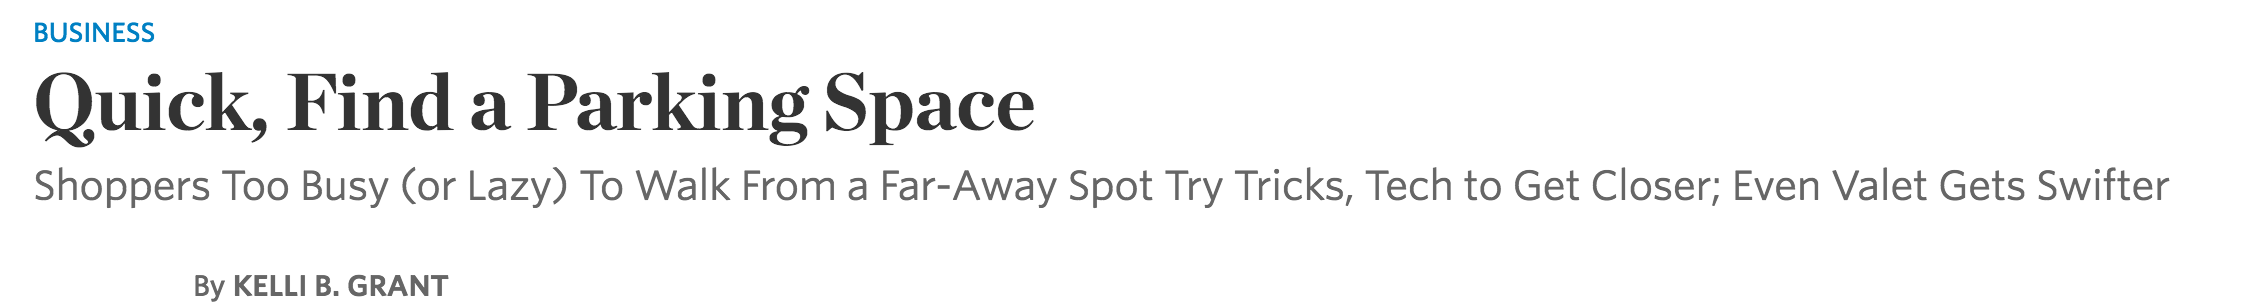 BUSINESS
Quick, Find a Parking Space
Shoppers Too Busy (or Lazy) To Walk From a Far-Away Spot Try Tricks, Tech to Get Closer; Even Valet Gets Swifter
By KELLI B. GRANT